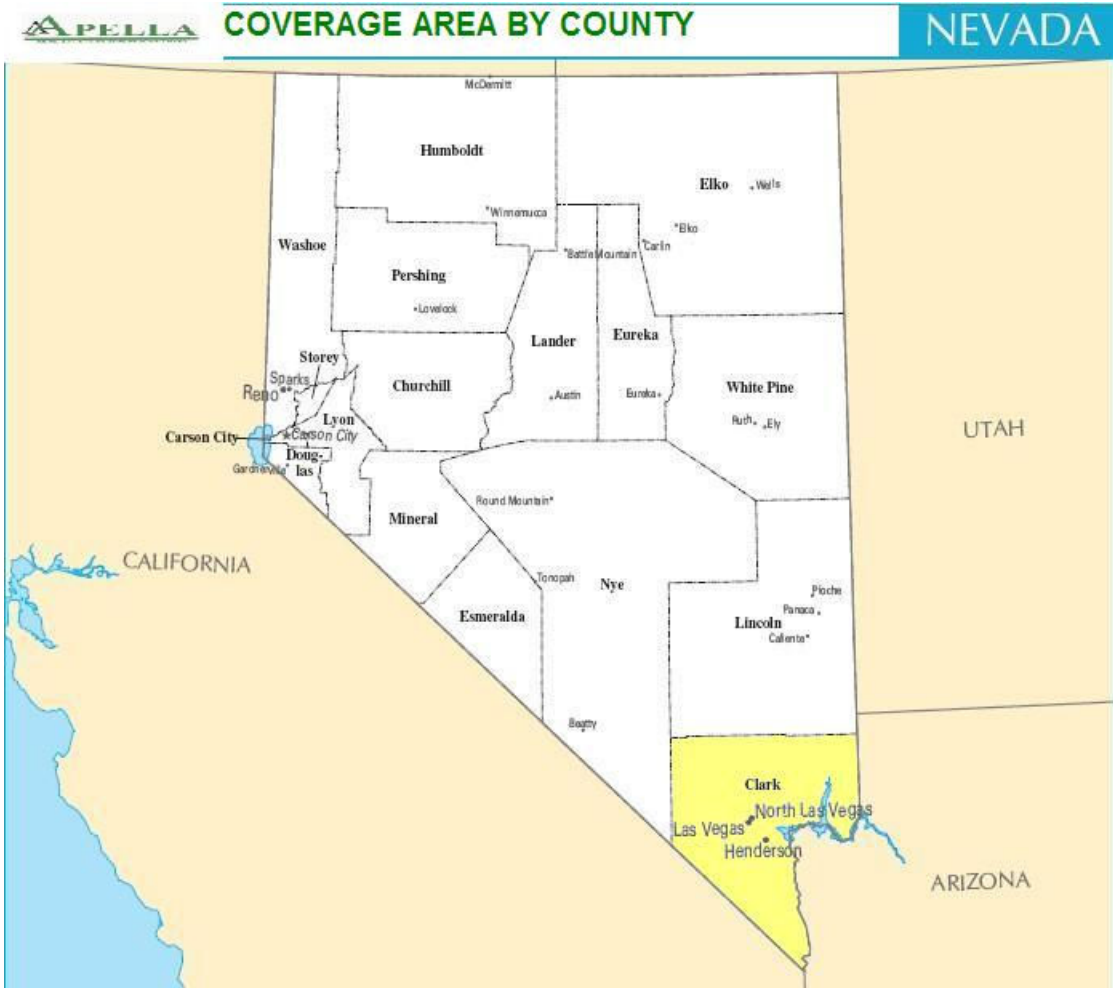 APELLA
COVERAGE AREA BY COUNTY
NEVADA
McDermitt
Humboldt
Elko
Wells
Winnemucca
Elko
Washoe
Carlin
Battle Mountain
Pershing
Lovelock
Lander
Eureka
Storey
Sparks
Churchill
White Pine
Reno
Austin
Eureka
Lyon
Ruth
Ely
Carson City
Carson City
UTAH
Doug-
las
Gardnerville
Round Mountain
Mineral
CALIFORNIA
Tonopah
Nye
Pioche
Panaca
Esmeralda
Lincoln
Caliente
Beatty
Clark
North Las Vegas
Las Vegas
Henderson
ARIZONA